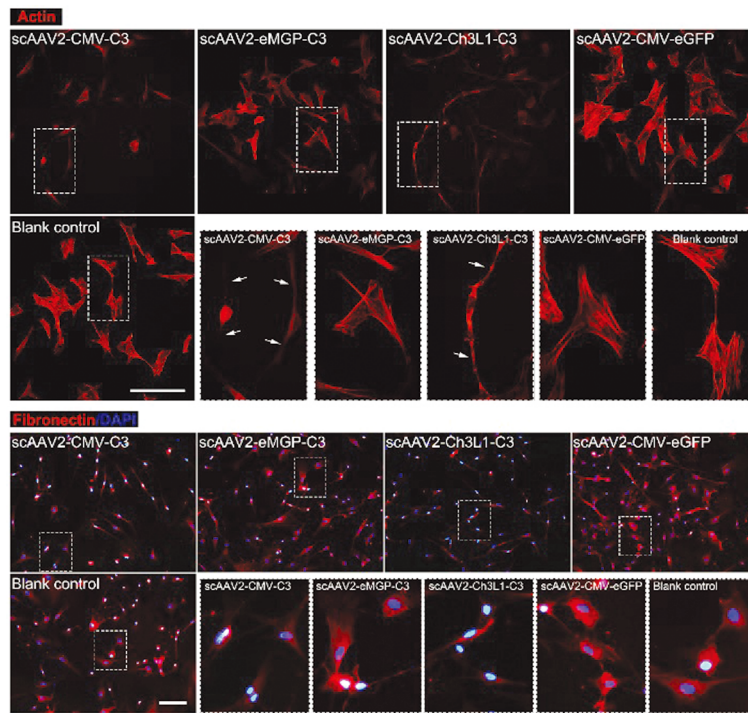 Actin
scAAV2-CMV-C3
scAAV2-eMGP-C3
scAAV2-Ch3L1-C3
scAAV2-CMV-eGFP
Blank control
scAAV2-CMV-C3
scAAV2-eMGP-C3
scAAV2-Ch3L1-C3
scAAV2-CMV-eGFP
Blank control
Fibronectin/DAPI
scAAV2-CMV-C3
scAAV2-eMGP-C3
scAAV2-Ch3L1-C3
scAAV2-CMV-eGFP
Blank control
scAAV2-CMV-C3
scAAV2-eMGP-C3
scAAV2-Ch3L1-C3
scAAV2-CMV-eGFP
Blank control